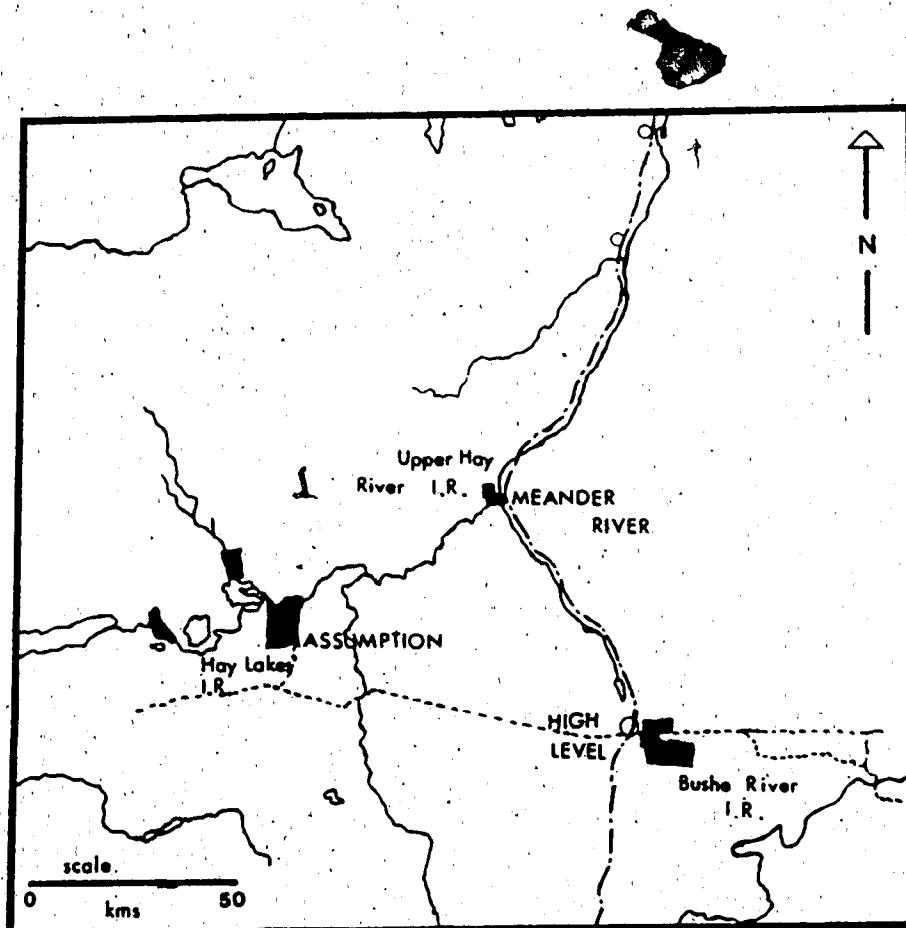 N
Upper Hay
River I.R.
MEANDER
RIVER
ASSUMPTION
Hay Lakes
I.R.
HIGH
LEVEL
Bushe River
I.R.
scale
0 50
kms